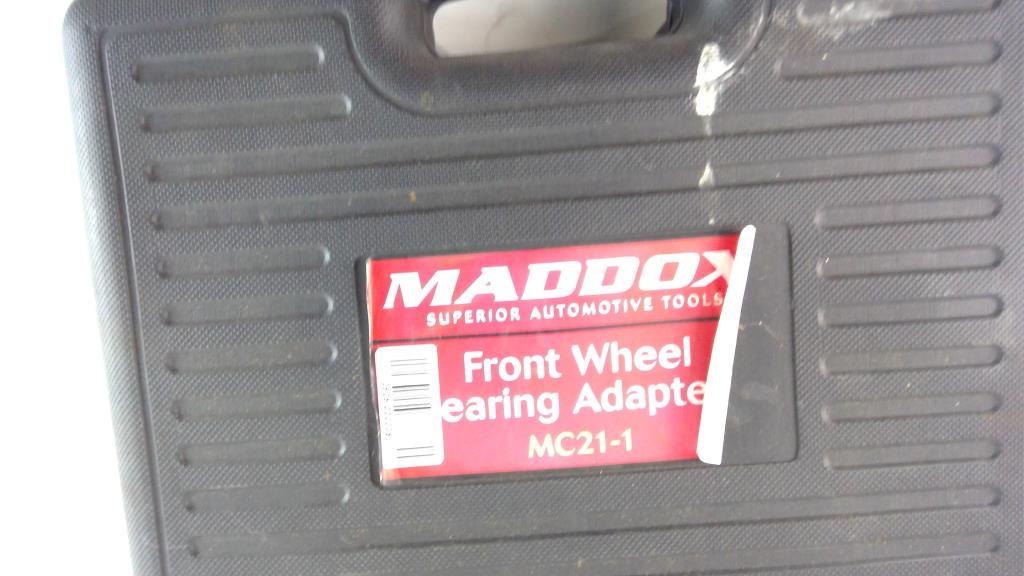 MADDOX
SUPERIOR AUTOMOTIVE TOOLS
Front Wheel
earing Adapte
MC21-1